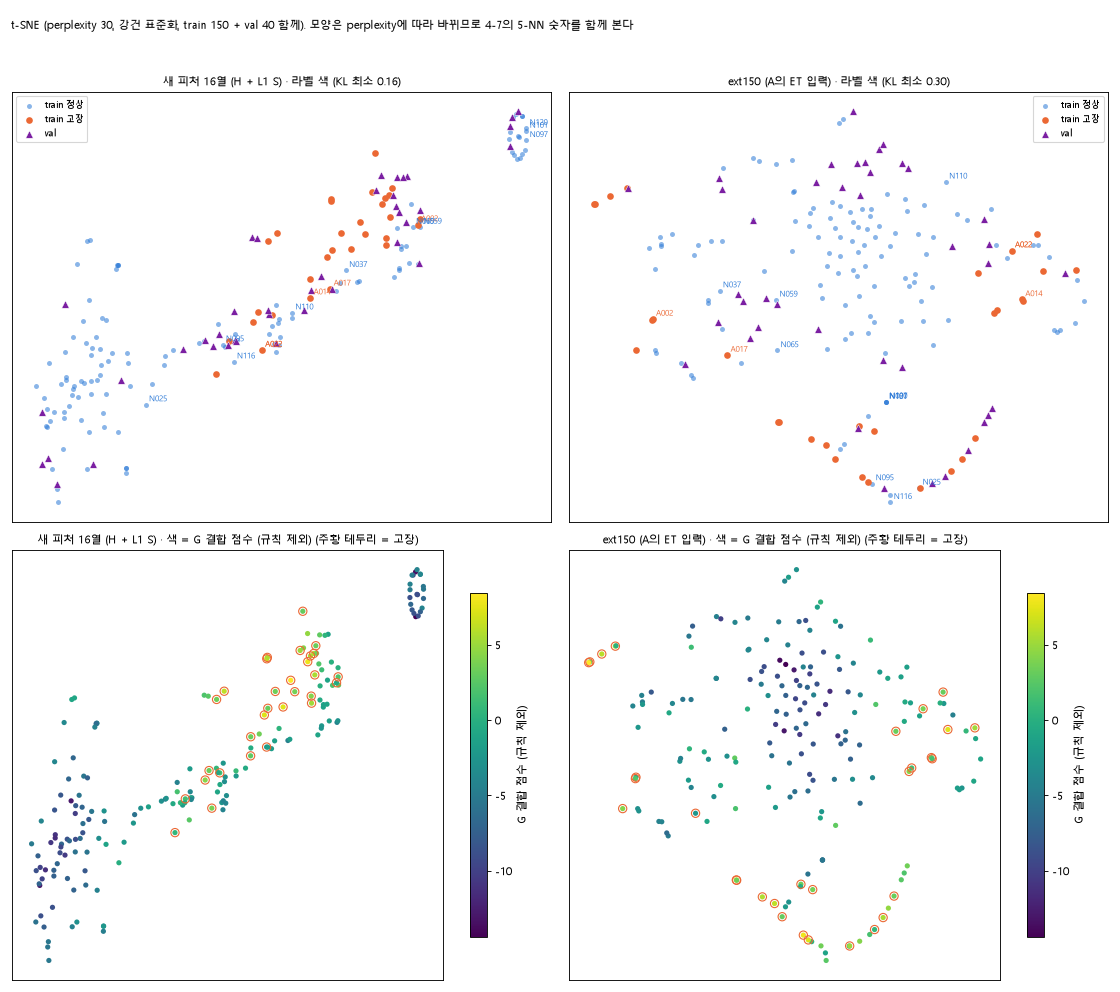 t-SNE (perplexity 30, 강건 표준화, train 150 + val 40 함께). 모양은 perplexity에 따라 바뀌므로 4-7의 5-NN 숫자를 함께 본다
새 피처 16열 (H + L1 S) · 라벨 색 (KL 최소 0.16)
train 정상
train 고장
val
N097
N037
A017
N110
N116
N025
ext150 (A의 ET 입력) · 라벨 색 (KL 최소 0.30)
train 정상
train 고장
val
N110
A022
N037
N059
A014
A002
N065
A017
N095
N025
N116
새 피처 16열 (H + L1 S) · 색 = G 결합 점수 (규칙 제외) (주황 테두리 = 고장)
5
0
-5
-10
G 결합 점수 (규칙 제외)
ext150 (A의 ET 입력) · 색 = G 결합 점수 (규칙 제외) (주황 테두리 = 고장)
5
0
-5
-10
G 결합 점수 (규칙 제외)